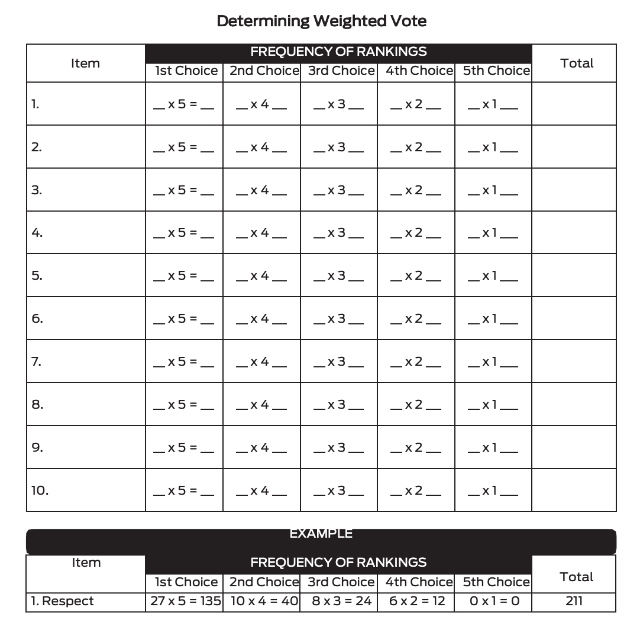 Determining Weighted Vote
Item FREQUENCY OF RANKINGS Total
1st Choice 2nd Choice 3rd Choice 4th Choice 5th Choice
1. __ x 5 = __ __ x 4 __ __ x 3 __ __ x 2 __ __ x 1 __
2. __ x 5 = __ __ x 4 __ __ x 3 __ __ x 2 __ __ x 1 __
3. __ x 5 = __ __ x 4 __ __ x 3 __ __ x 2 __ __ x 1 __
4. __ x 5 = __ __ x 4 __ __ x 3 __ __ x 2 __ __ x 1 __
5. __ x 5 = __ __ x 4 __ __ x 3 __ __ x 2 __ __ x 1 __
6. __ x 5 = __ __ x 4 __ __ x 3 __ __ x 2 __ __ x 1 __
7. __ x 5 = __ __ x 4 __ __ x 3 __ __ x 2 __ __ x 1 __
8. __ x 5 = __ __ x 4 __ __ x 3 __ __ x 2 __ __ x 1 __
9. __ x 5 = __ __ x 4 __ __ x 3 __ __ x 2 __ __ x 1 __
10. __ x 5 = __ __ x 4 __ __ x 3 __ __ x 2 __ __ x 1 __
EXAMPLE
Item FREQUENCY OF RANKINGS Total
1st Choice 2nd Choice 3rd Choice 4th Choice 5th Choice
1. Respect 27 x 5 = 135 10 x 4 = 40 8 x 3 = 24 6 x 2 = 12 0 x 1 = 0 211